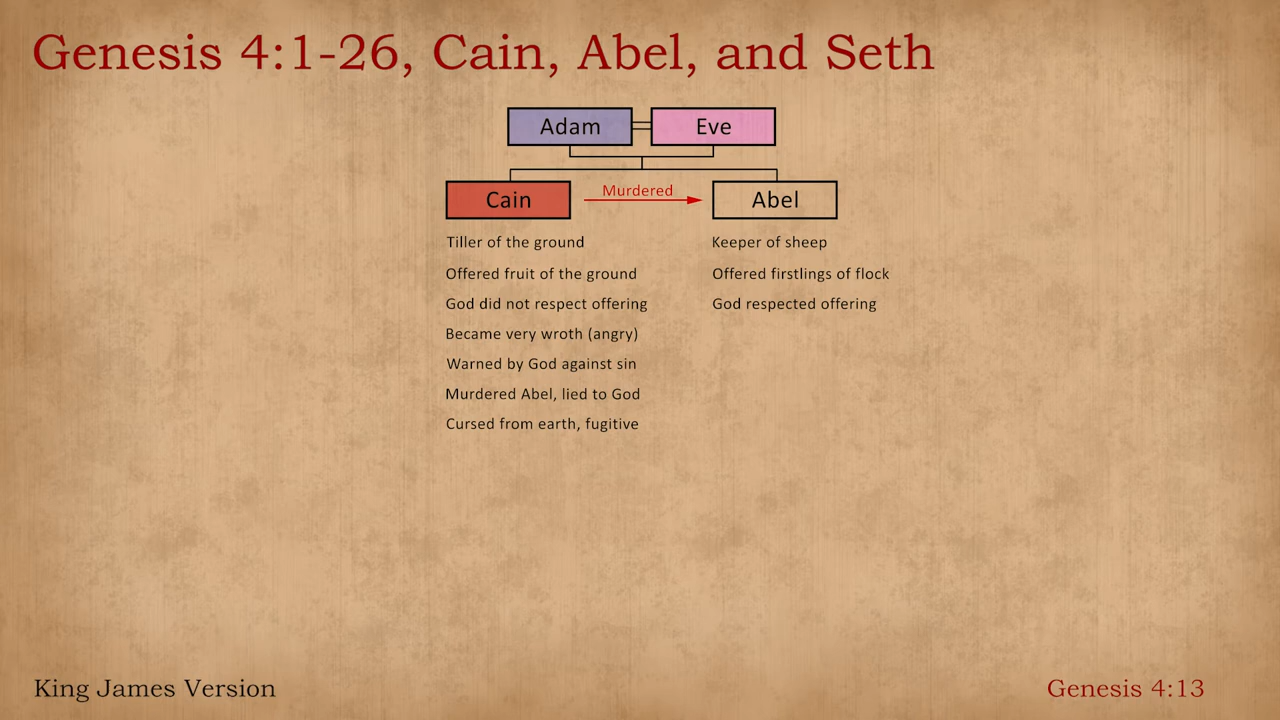 Genesis 4:1-26, Cain, Abel, and Seth
Adam
Eve
Cain
Murdered
Abel
Tiller of the ground
Offered fruit of the ground
God did not respect offering
Became very wroth (angry)
Warned by God against sin
Murdered Abel, lied to God
Cursed from earth, fugitive
Keeper of sheep
Offered firstlings of flock
God respected offering
King James Version
Genesis 4:13